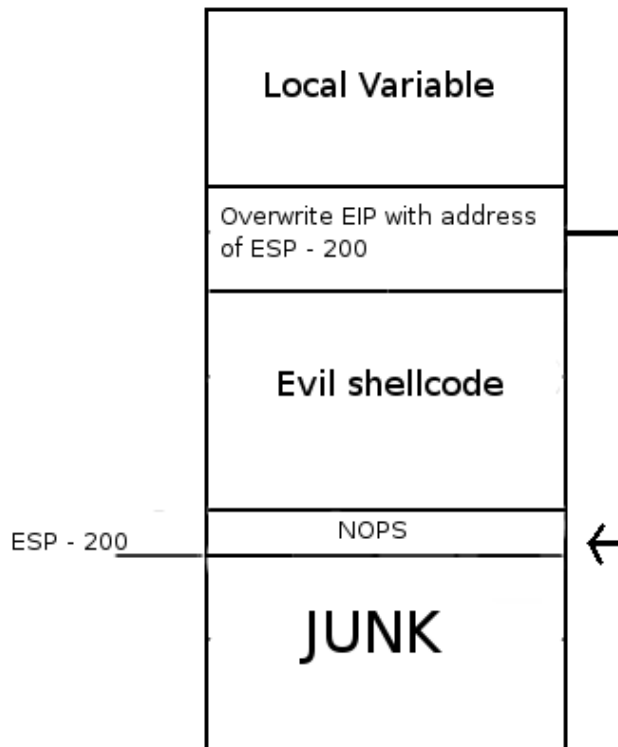 Local Variable
Overwrite EIP with address
of ESP - 200
Evil shellcode
NOPS
ESP - 200
JUNK